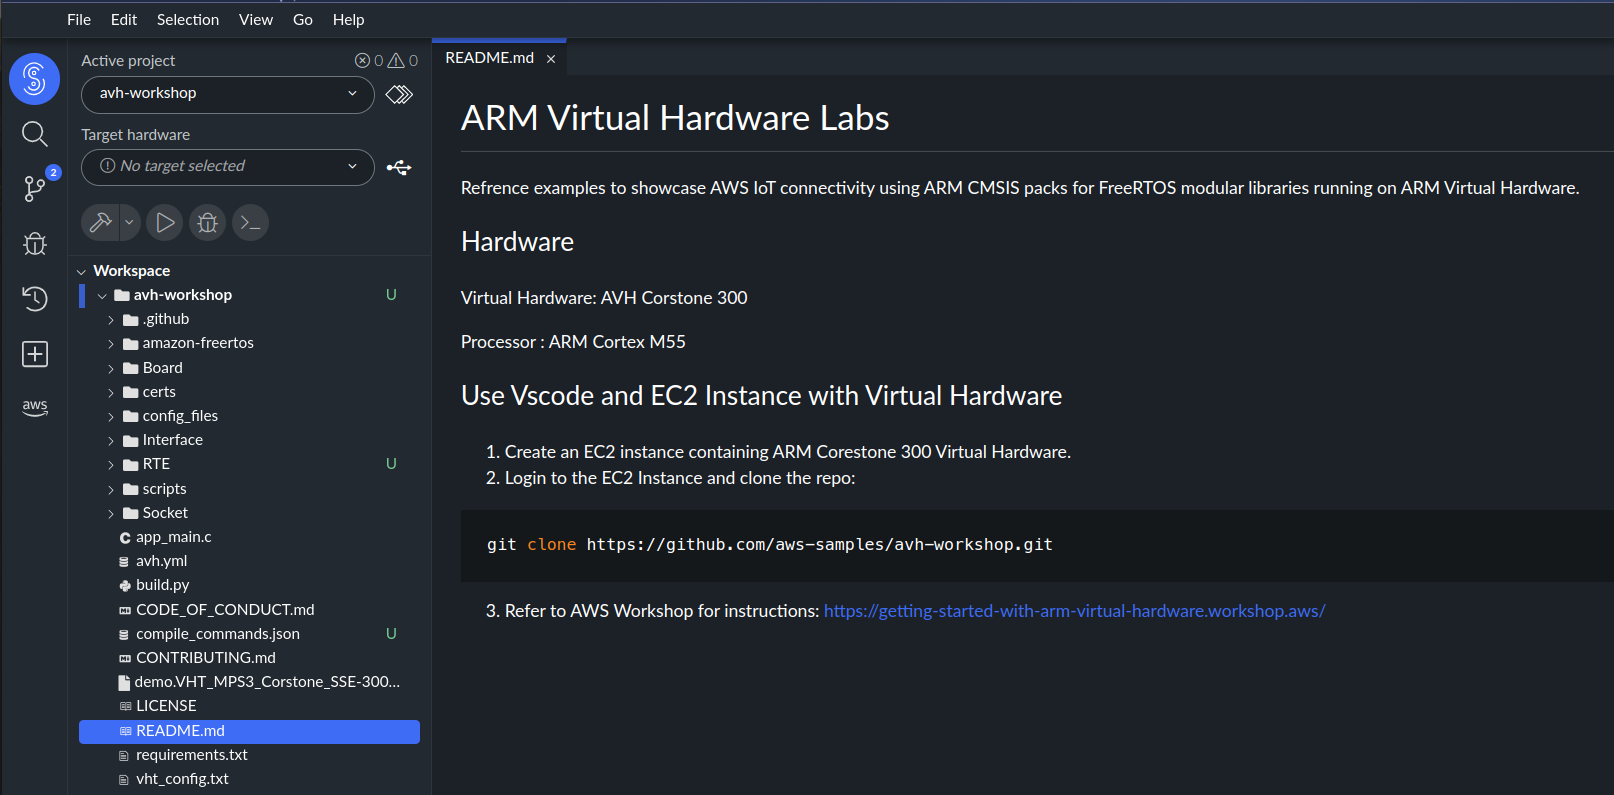 File Edit Selection View Go Help
Active project 0 0
avh-workshop
Target hardware
No target selected
2
aws
Workspace
avh-workshop U
.github
amazon-freertos
Board
certs
config_files
Interface
RTE U
scripts
Socket
app_main.c
avh.yml
build.py
CODE_OF_CONDUCT.md
compile_commands.json U
CONTRIBUTING.md
demo.VHT_MPS3_Corstone_SSE-300...
LICENSE
README.md
requirements.txt
vht_config.txt
README.md ×
ARM Virtual Hardware Labs
Refrence examples to showcase AWS IoT connectivity using ARM CMSIS packs for FreeRTOS modular libraries running on ARM Virtual Hardware.
Hardware
Virtual Hardware: AVH Corstone 300
Processor : ARM Cortex M55
Use Vscode and EC2 Instance with Virtual Hardware
1. Create an EC2 instance containing ARM Corestone 300 Virtual Hardware.
2. Login to the EC2 Instance and clone the repo:
git clone https://github.com/aws-samples/avh-workshop.git
3. Refer to AWS Workshop for instructions: https://getting-started-with-arm-virtual-hardware.workshop.aws/